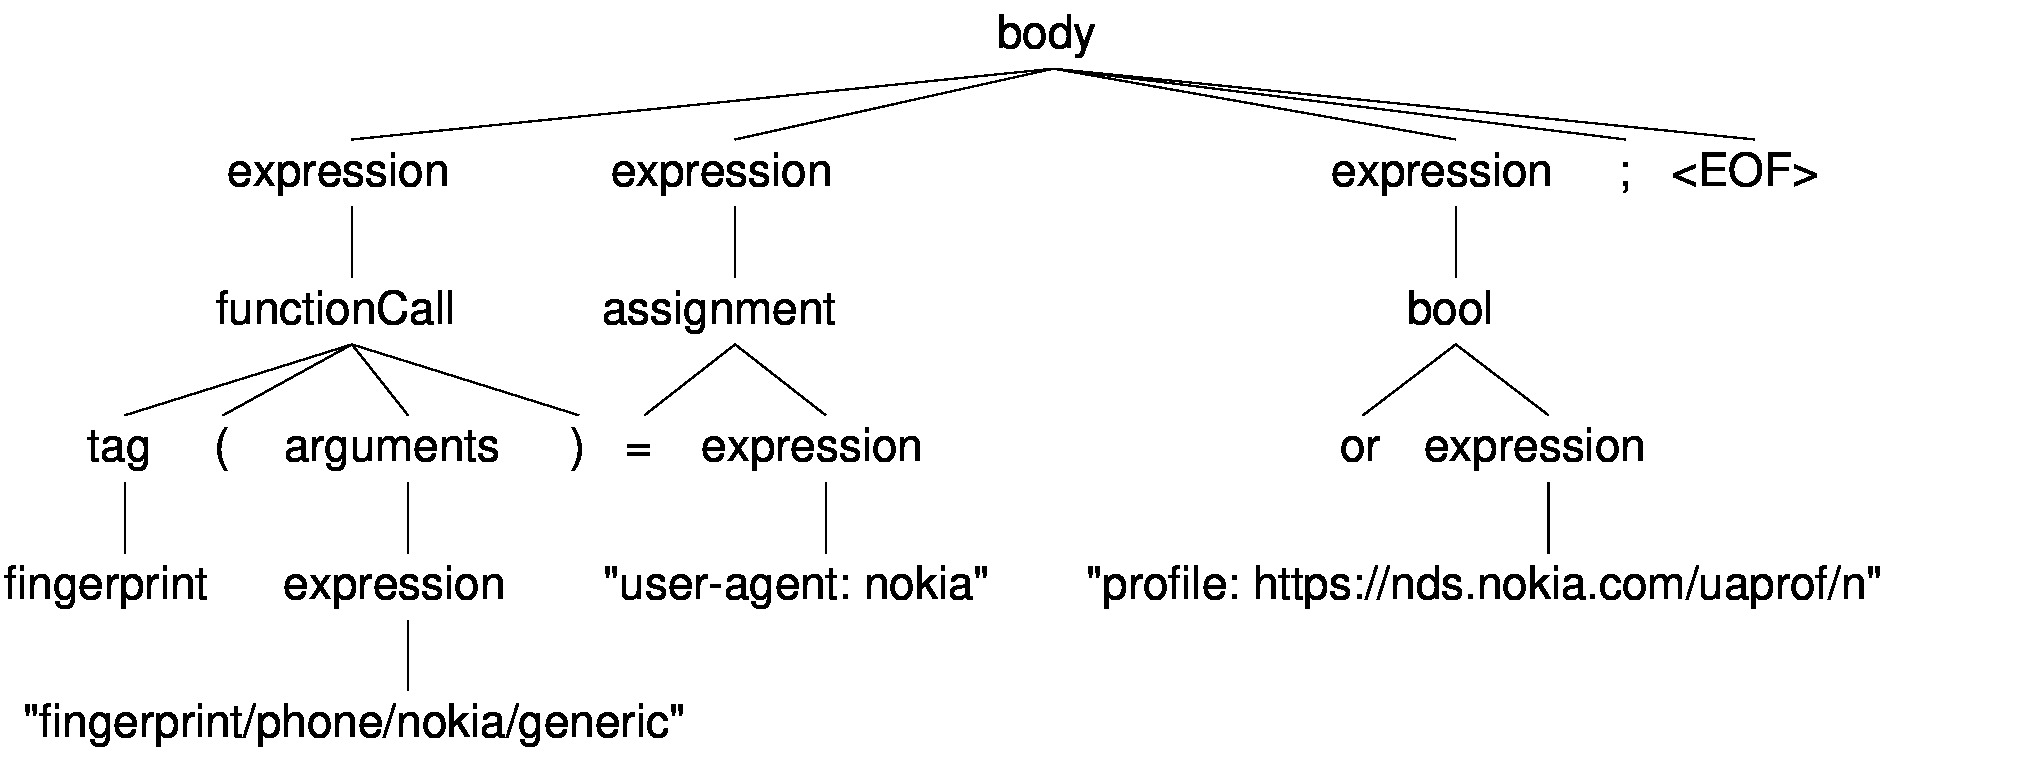 body
expression expression expression ; <EOF>
functionCall assignment bool
tag ( arguments ) = expression or expression
fingerprint expression "user-agent: nokia" "profile: https://nds.nokia.com/uaprof/n"
"fingerprint/phone/nokia/generic"